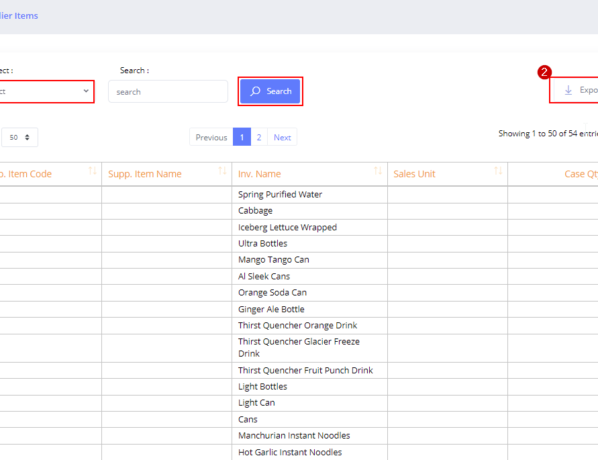 lier Items
ect :
Search :
2
ct
search
Search
Expo
50
Previous 1 2 Next
Showing 1 to 50 of 54 entrie
p. Item Code
Supp. Item Name
Inv. Name
Sales Unit
Case Qt
Spring Purified Water
Cabbage
Iceberg Lettuce Wrapped
Ultra Bottles
Mango Tango Can
Al Sleek Cans
Orange Soda Can
Ginger Ale Bottle
Thirst Quencher Orange Drink
Thirst Quencher Glacier Freeze
Drink
Thirst Quencher Fruit Punch Drink
Light Bottles
Light Can
Cans
Manchurian Instant Noodles
Hot Garlic Instant Noodles